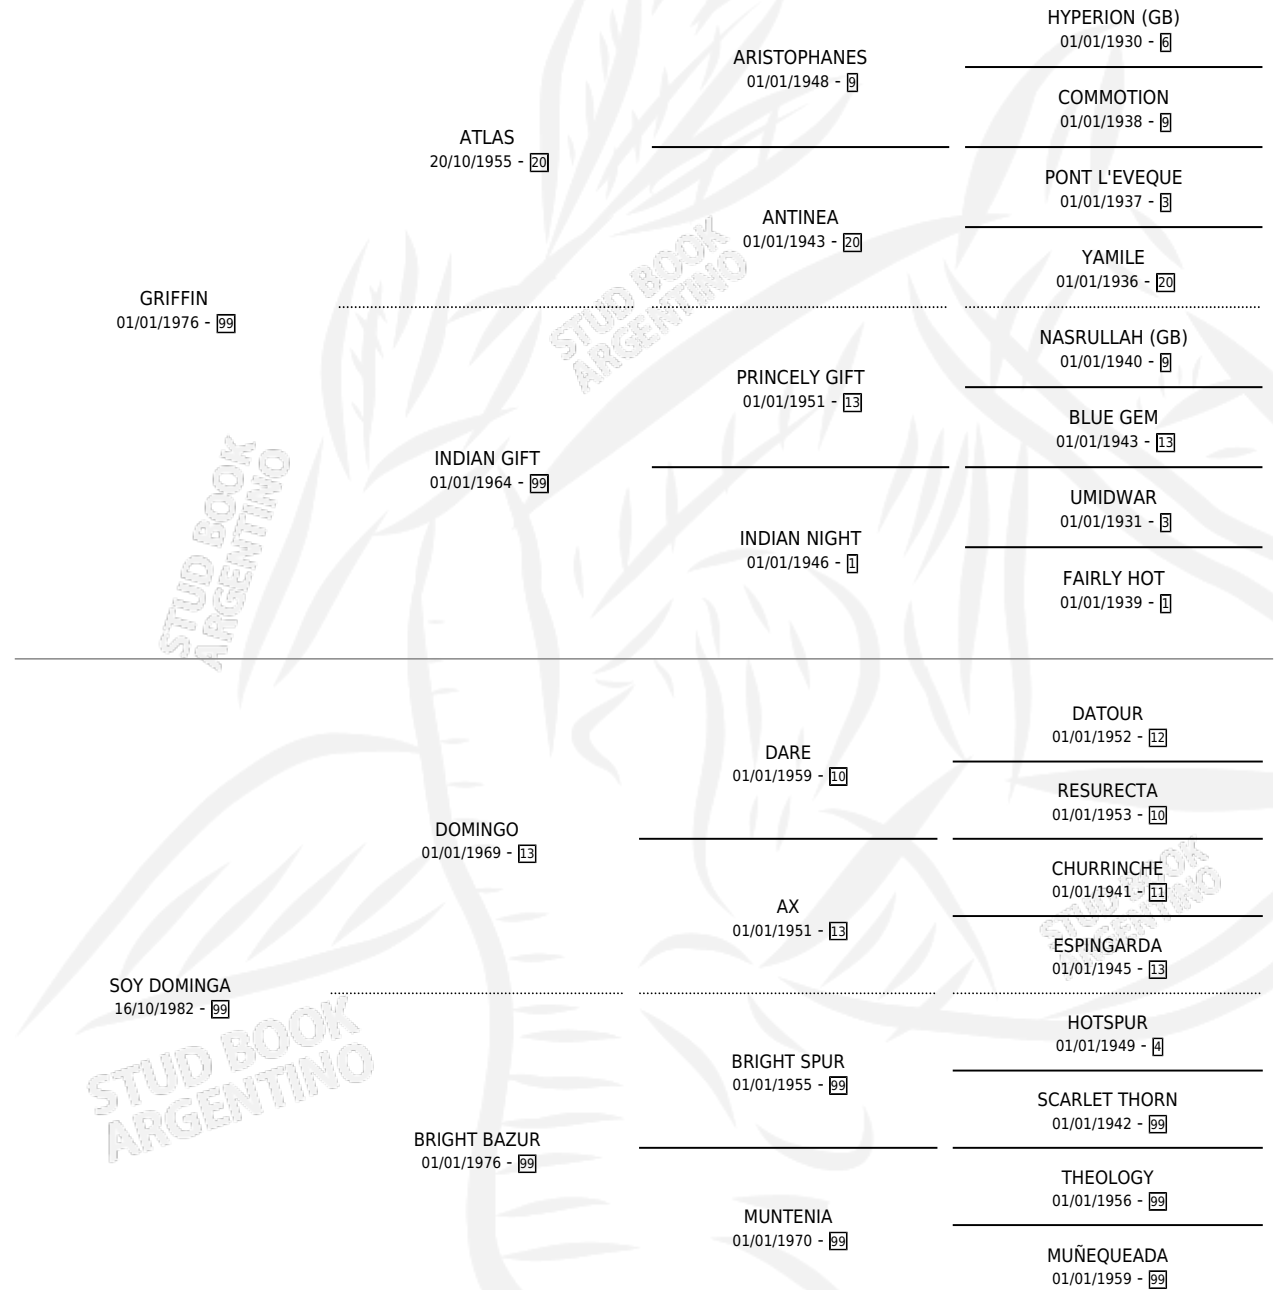 HYPERION (GB)
01/01/1930 - 6
ARISTOPHANES
01/01/1948 - 9
COMMOTION
01/01/1938 - 9
ATLAS
20/10/1955 - 20
PONT L'EVEQUE
01/01/1937 - 3
ANTINEA
01/01/1943 - 20
YAMILE
01/01/1936 - 20
GRIFFIN
01/01/1976 - 99
NASRULLAH (GB)
01/01/1940 - 9
PRINCELY GIFT
01/01/1951 - 13
BLUE GEM
01/01/1943 - 13
INDIAN GIFT
01/01/1964 - 99
UMIDWAR
01/01/1931 - 3
INDIAN NIGHT
01/01/1946 - 1
FAIRLY HOT
01/01/1939 - 1
DATOUR
01/01/1952 - 12
DARE
01/01/1959 - 10
RESURECTA
01/01/1953 - 10
DOMINGO
01/01/1969 - 13
CHURRINCHE
01/01/1941 - 11
AX
01/01/1951 - 13
ESPINGARDA
01/01/1945 - 13
SOY DOMINGA
16/10/1982 - 99
HOTSPUR
01/01/1949 - 4
BRIGHT SPUR
01/01/1955 - 99
SCARLET THORN
01/01/1942 - 99
BRIGHT BAZUR
01/01/1976 - 99
THEOLOGY
01/01/1956 - 99
MUNTENIA
01/01/1970 - 99
MUÑEQUEADA
01/01/1959 - 99
STUD BOOK
ARGENTINO
STUD BOOK
ARGENTINO
STUD BOOK
ARGENTINO
STUD BOOK
ARGENTINO